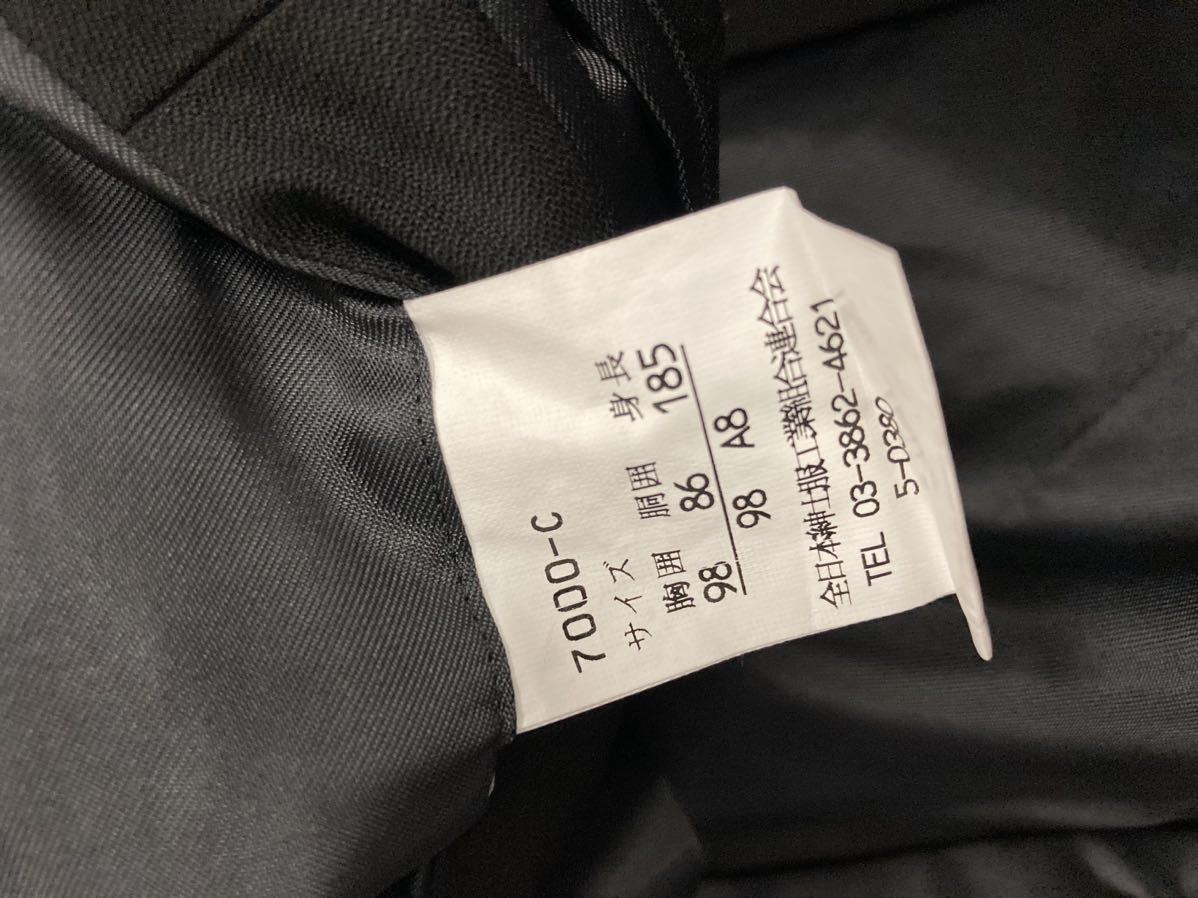 7000-C
サイズ
胸囲 胴囲 身長
98 86 185
98 A8
全日本紳士服工業組合連合会
TEL 03-3862-4621
5-0380